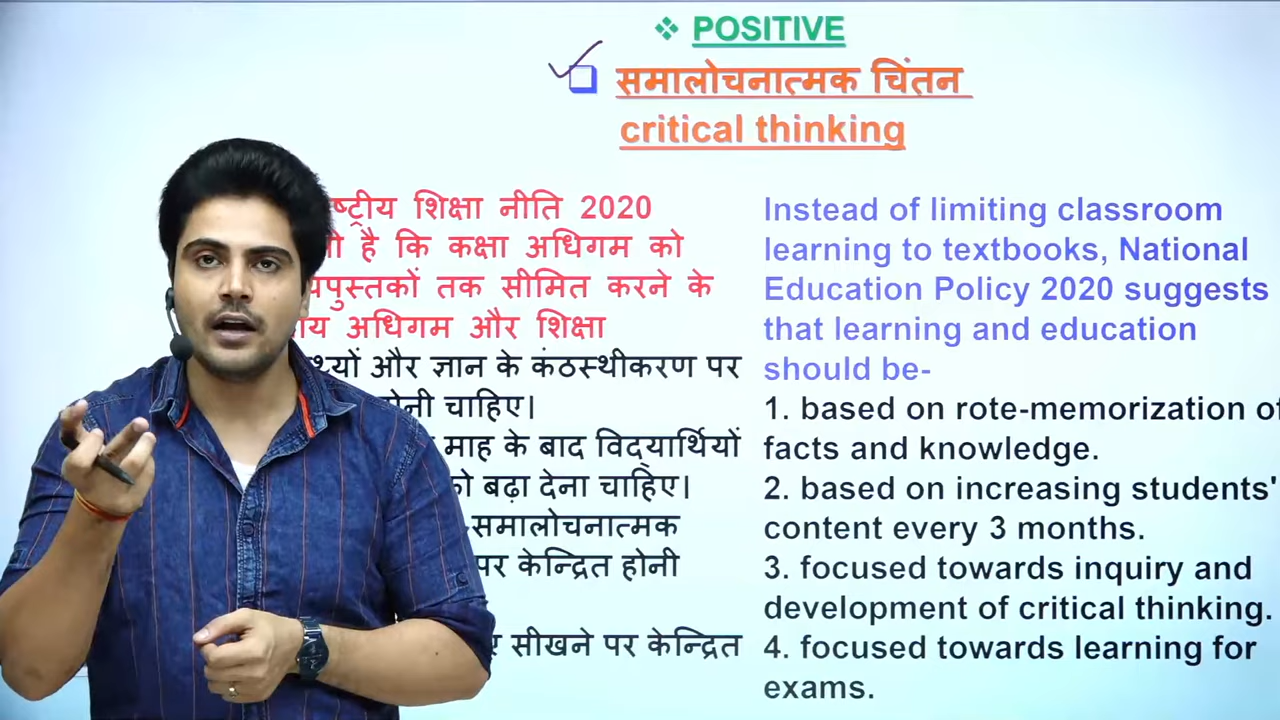 ❖ POSITIVE
समालोचनात्मक चिंतन
critical thinking
शिक्षा नीति 2020
है कि कक्षा अधिगम को
तक सीमित करने के
अधिगम और शिक्षा
और ज्ञान के कंठस्थीकरण पर
चाहिए।
माह के बाद विद्यार्थियों
बढ़ा देना चाहिए।
समालोचनात्मक
पर केन्द्रित होनी
सीखने पर केन्द्रित
Instead of limiting classroom
learning to textbooks, National
Education Policy 2020 suggests
that learning and education
should be-
1. based on rote-memorization of
facts and knowledge.
2. based on increasing students'
content every 3 months.
3. focused towards inquiry and
development of critical thinking.
4. focused towards learning for
exams.